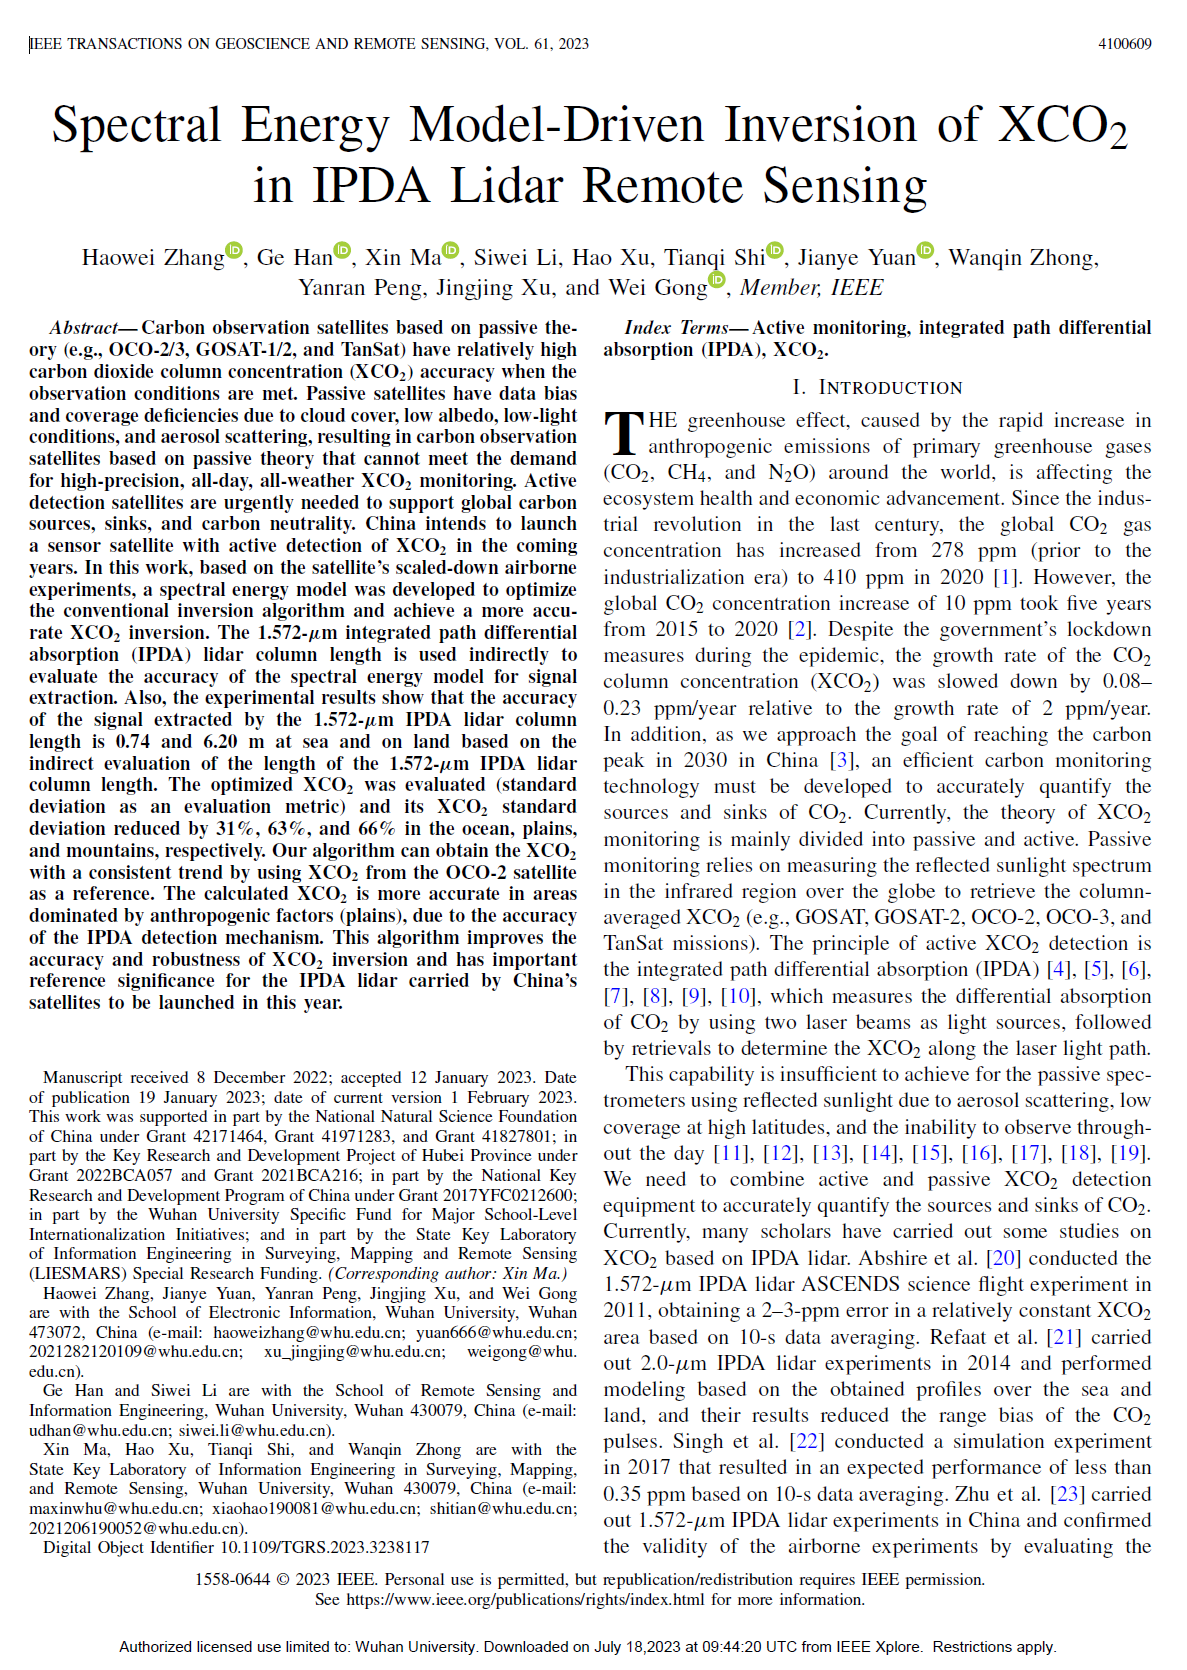 IEEE TRANSACTIONS ON GEOSCIENCE AND REMOTE SENSING, VOL. 61, 2023
4100609
Spectral Energy Model-Driven Inversion of XCO2
in IPDA Lidar Remote Sensing
Haowei Zhang, Ge Han, Xin Ma, Siwei Li, Hao Xu, Tianqi Shi, Jianye Yuan, Wanqin Zhong,
Yanran Peng, Jingjing Xu, and Wei Gong, Member, IEEE
Abstract— Carbon observation satellites based on passive the-
ory (e.g., OCO-2/3, GOSAT-1/2, and TanSat) have relatively high
carbon dioxide column concentration (XCO2) accuracy when the
observation conditions are met. Passive satellites have data bias
and coverage deficiencies due to cloud cover, low albedo, low-light
conditions, and aerosol scattering, resulting in carbon observation
satellites based on passive theory that cannot meet the demand
for high-precision, all-day, all-weather XCO2 monitoring. Active
detection satellites are urgently needed to support global carbon
sources, sinks, and carbon neutrality. China intends to launch
a sensor satellite with active detection of XCO2 in the coming
years. In this work, based on the satellite's scaled-down airborne
experiments, a spectral energy model was developed to optimize
the conventional inversion algorithm and achieve a more accu-
rate XCO2 inversion. The 1.572-μm integrated path differential
absorption (IPDA) lidar column length is used indirectly to
evaluate the accuracy of the spectral energy model for signal
extraction. Also, the experimental results show that the accuracy
of the signal extracted by the 1.572-μm IPDA lidar column
length is 0.74 and 6.20 m at sea and on land based on the
indirect evaluation of the length of the 1.572-μm IPDA lidar
column length. The optimized XCO2 was evaluated (standard
deviation as an evaluation metric) and its XCO2 standard
deviation reduced by 31%, 63%, and 66% in the ocean, plains,
and mountains, respectively. Our algorithm can obtain the XCO2
with a consistent trend by using XCO2 from the OCO-2 satellite
as a reference. The calculated XCO2 is more accurate in areas
dominated by anthropogenic factors (plains), due to the accuracy
of the IPDA detection mechanism. This algorithm improves the
accuracy and robustness of XCO2 inversion and has important
reference significance for the IPDA lidar carried by China's
satellites to be launched in this year.
Manuscript received 8 December 2022; accepted 12 January 2023. Date
of publication 19 January 2023; date of current version 1 February 2023.
This work was supported in part by the National Natural Science Foundation
of China under Grant 42171464, Grant 41971283, and Grant 41827801; in
part by the Key Research and Development Project of Hubei Province under
Grant 2022BCA057 and Grant 2021BCA216; in part by the National Key
Research and Development Program of China under Grant 2017YFC0212600;
in part by the Wuhan University Specific Fund for Major School-Level
Internationalization Initiatives; and in part by the State Key Laboratory
of Information Engineering in Surveying, Mapping and Remote Sensing
(LIESMARS) Special Research Funding. (Corresponding author: Xin Ma.)
Haowei Zhang, Jianye Yuan, Yanran Peng, Jingjing Xu, and Wei Gong
are with the School of Electronic Information, Wuhan University, Wuhan
473072, China (e-mail: haoweizhang@whu.edu.cn; yuan666@whu.edu.cn;
2021282120109@whu.edu.cn; xu_jingjing@whu.edu.cn; weigong@whu.
edu.cn).
Ge Han and Siwei Li are with the School of Remote Sensing and
Information Engineering, Wuhan University, Wuhan 430079, China (e-mail:
udhan@whu.edu.cn; siwei.li@whu.edu.cn).
Xin Ma, Hao Xu, Tianqi Shi, and Wanqin Zhong are with the
State Key Laboratory of Information Engineering in Surveying, Mapping,
and Remote Sensing, Wuhan University, Wuhan 430079, China (e-mail:
maxinwhu@whu.edu.cn; xiaohao190081@whu.edu.cn; shitian@whu.edu.cn;
2021206190052@whu.edu.cn).
Digital Object Identifier 10.1109/TGRS.2023.3238117
Index Terms— Active monitoring, integrated path differential
absorption (IPDA), XCO2.
I. INTRODUCTION
THE greenhouse effect, caused by the rapid increase in
anthropogenic emissions of primary greenhouse gases
(CO2, CH4, and N2O) around the world, is affecting the
ecosystem health and economic advancement. Since the indus-
trial revolution in the last century, the global CO2 gas
concentration has increased from 278 ppm (prior to the
industrialization era) to 410 ppm in 2020 [1]. However, the
global CO2 concentration increase of 10 ppm took five years
from 2015 to 2020 [2]. Despite the government's lockdown
measures during the epidemic, the growth rate of the CO2
column concentration (XCO2) was slowed down by 0.08–
0.23 ppm/year relative to the growth rate of 2 ppm/year.
In addition, as we approach the goal of reaching the carbon
peak in 2030 in China [3], an efficient carbon monitoring
technology must be developed to accurately quantify the
sources and sinks of CO2. Currently, the theory of XCO2
monitoring is mainly divided into passive and active. Passive
monitoring relies on measuring the reflected sunlight spectrum
in the infrared region over the globe to retrieve the column-
averaged XCO2 (e.g., GOSAT, GOSAT-2, OCO-2, OCO-3, and
TanSat missions). The principle of active XCO2 detection is
the integrated path differential absorption (IPDA) [4], [5], [6],
[7], [8], [9], [10], which measures the differential absorption
of CO2 by using two laser beams as light sources, followed
by retrievals to determine the XCO2 along the laser light path.
This capability is insufficient to achieve for the passive spec-
trometers using reflected sunlight due to aerosol scattering, low
coverage at high latitudes, and the inability to observe through-
out the day [11], [12], [13], [14], [15], [16], [17], [18], [19].
We need to combine active and passive XCO2 detection
equipment to accurately quantify the sources and sinks of CO2.
Currently, many scholars have carried out some studies on
XCO2 based on IPDA lidar. Abshire et al. [20] conducted the
1.572-μm IPDA lidar ASCENDS science flight experiment in
2011, obtaining a 2–3-ppm error in a relatively constant XCO2
area based on 10-s data averaging. Refaat et al. [21] carried
out 2.0-μm IPDA lidar experiments in 2014 and performed
modeling based on the obtained profiles over the sea and
land, and their results reduced the range bias of the CO2
pulses. Singh et al. [22] conducted a simulation experiment
in 2017 that resulted in an expected performance of less than
0.35 ppm based on 10-s data averaging. Zhu et al. [23] carried
out 1.572-μm IPDA lidar experiments in China and confirmed
the validity of the airborne experiments by evaluating the
1558-0644 © 2023 IEEE. Personal use is permitted, but republication/redistribution requires IEEE permission.
See https://www.ieee.org/publications/rights/index.html for more information.
Authorized licensed use limited to: Wuhan University. Downloaded on July 18,2023 at 09:44:20 UTC from IEEE Xplore. Restrictions apply.